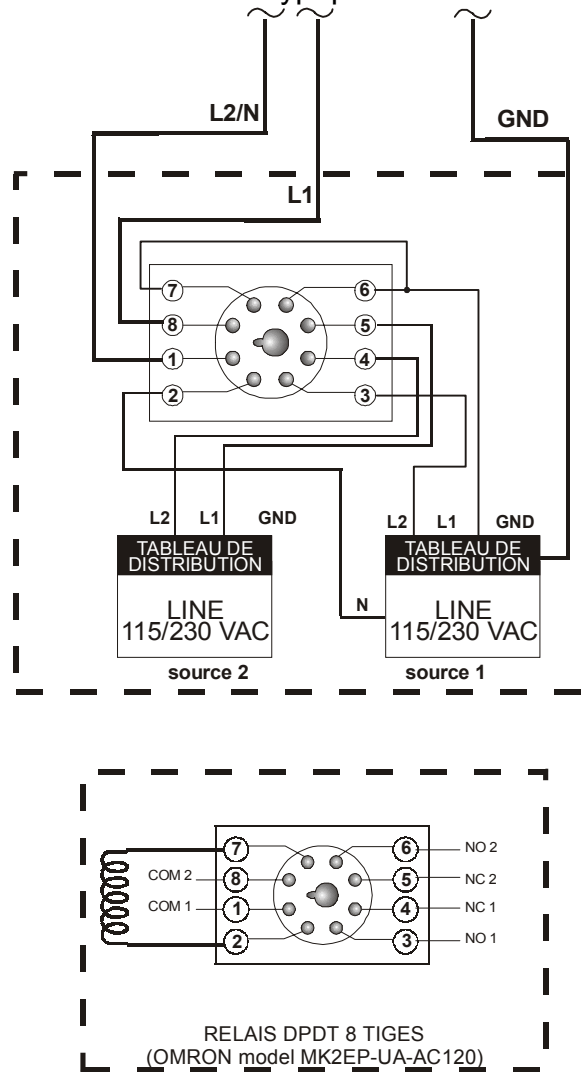 L2/N
GND
L1
7
6
8
5
1
4
2
3
L2 L1 GND
L2 L1 GND
TABLEAU DE
DISTRIBUTION
LINE
115/230 VAC
source 2
N
TABLEAU DE
DISTRIBUTION
LINE
115/230 VAC
source 1
7
6 NO 2
COM 2 8
5 NC 2
COM 1 1
4 NC 1
2
3 NO 1
RELAIS DPDT 8 TIGES
(OMRON model MK2EP-UA-AC120)